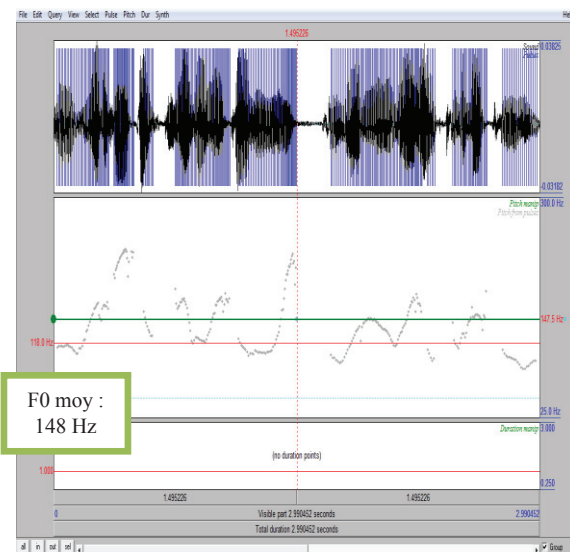 File Edit Query View Select Pulse Pitch Dur Synth He
1.495226
Sound 0.03825
Pulses
-0.03182
Pitch manip 300.0 Hz
Pitch from pulses
147.5 Hz
118.0 Hz
F0 moy :
148 Hz
25.0 Hz
Duration manip 3.000
(no duration points)
1.000
0.250
1.495226 1.495226
0 Visible part 2.990452 seconds 2.990452
Total duration 2.990452 seconds
all in out sel Group